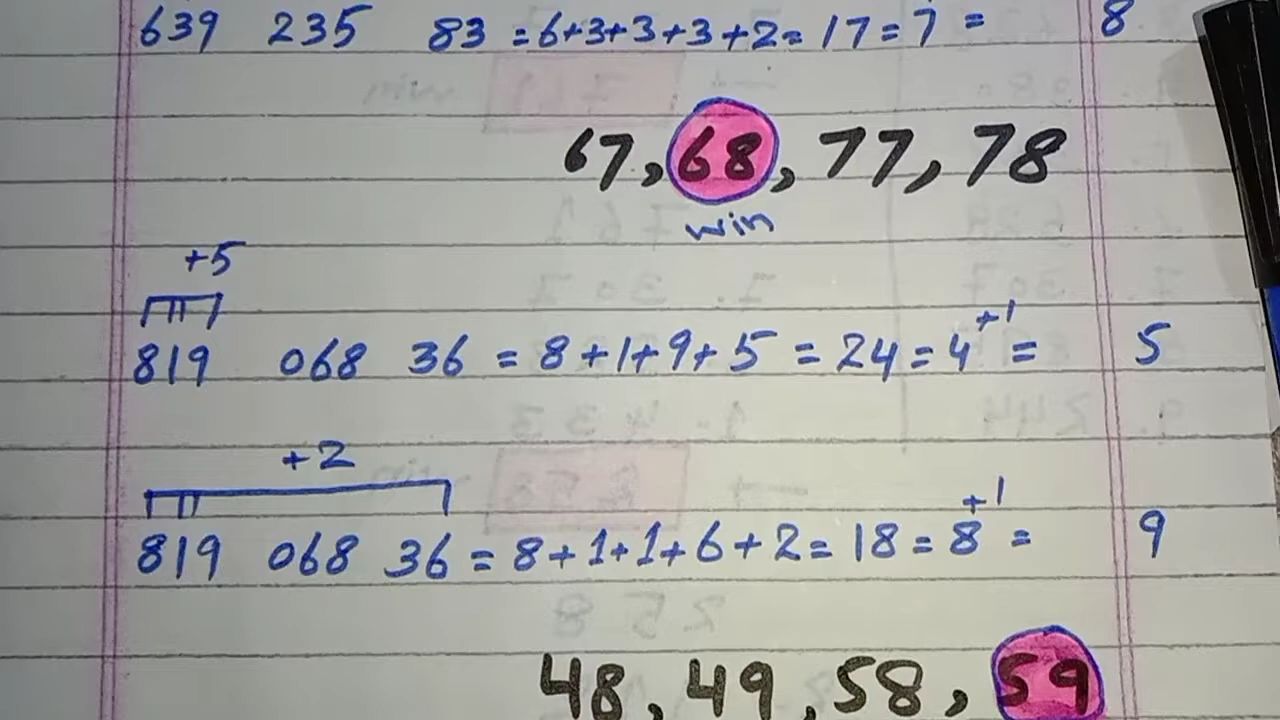 639 235 83 = 6+3+3+3+2= 17 = 7 = 8
67, 68, 77, 78
win
+5
819 068 36 = 8+1+9+5 = 24 = 4 +1 = 5
+2
819 068 36 = 8+1+1+6+2= 18 = 8 +1 = 9
48, 49, 58, 59